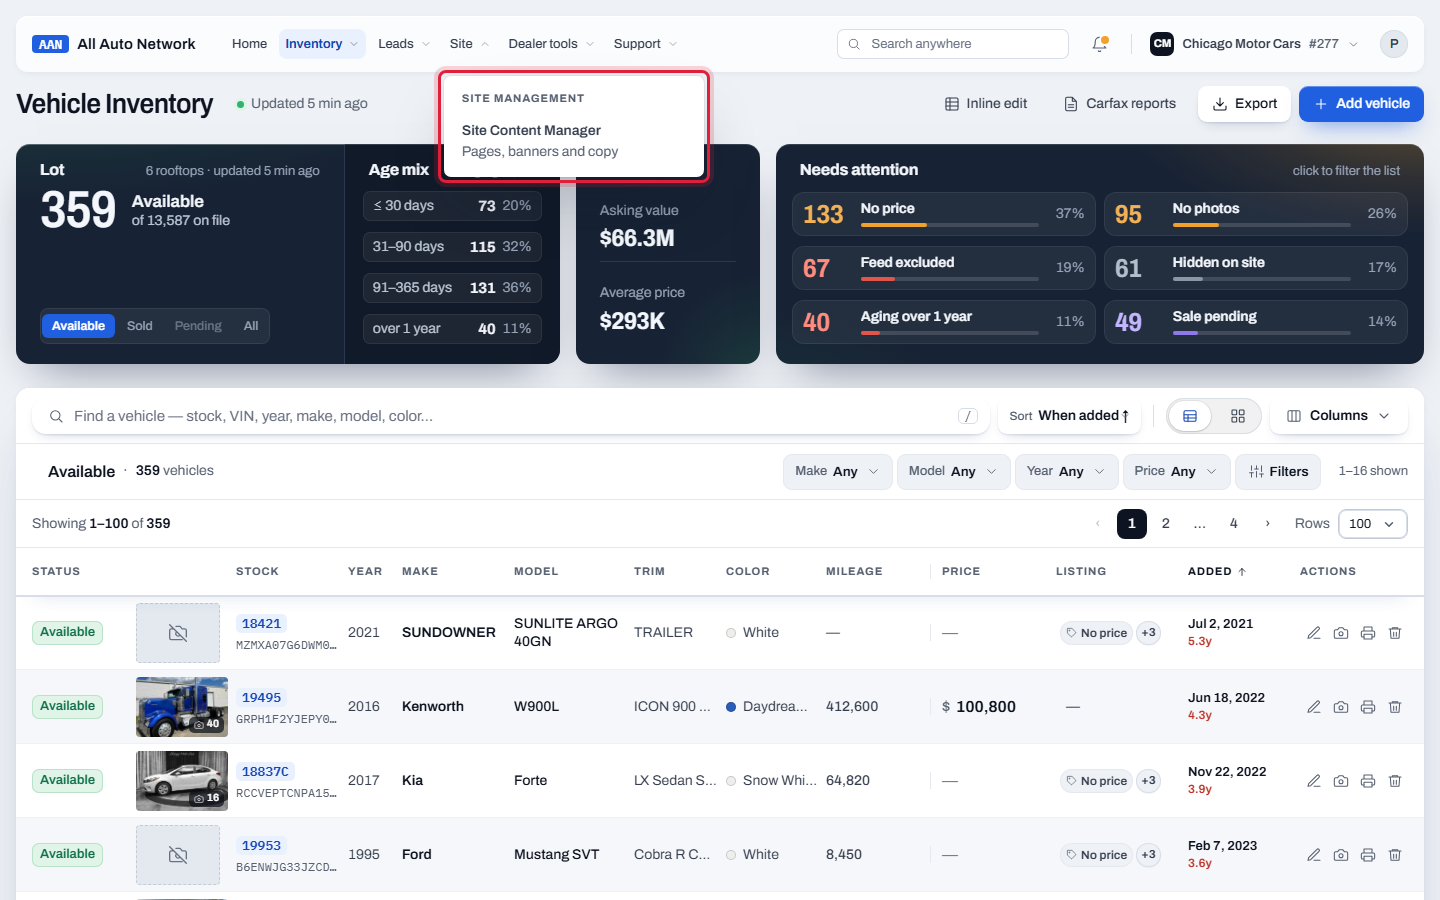 AAN All Auto Network Home Inventory Leads Site Dealer tools Support Search anywhere CM Chicago Motor Cars #277 P
Vehicle Inventory Updated 5 min ago Inline edit Carfax reports Export Add vehicle
SITE MANAGEMENT
Site Content Manager
Pages, banners and copy
Lot 6 rooftops · updated 5 min ago
359 Available
of 13,587 on file
Available Sold Pending All
Age mix
≤ 30 days 73 20%
31–90 days 115 32%
91–365 days 131 36%
over 1 year 40 11%
Asking value
$66.3M
Average price
$293K
Needs attention click to filter the list
133 No price 37%
95 No photos 26%
67 Feed excluded 19%
61 Hidden on site 17%
40 Aging over 1 year 11%
49 Sale pending 14%
Find a vehicle — stock, VIN, year, make, model, color... / Sort When added ↑ Columns
Available · 359 vehicles Make Any Model Any Year Any Price Any Filters 1–16 shown
Showing 1–100 of 359 ‹ 1 2 ... 4 › Rows 100
STATUS STOCK YEAR MAKE MODEL TRIM COLOR MILEAGE PRICE LISTING ADDED ↑ ACTIONS
Available 18421 2021 SUNDOWNER SUNLITE ARGO TRAILER White — — No price +3 Jul 2, 2021
MZMXA07G6DWM0… 40GN 5.3y
Available 40 19495 2016 Kenworth W900L ICON 900 ... Daydrea... 412,600 $ 100,800 — Jun 18, 2022
GRPH1F2YJEPY0… 4.3y
Available 16 18837C 2017 Kia Forte LX Sedan S... Snow Whi... 64,820 — No price +3 Nov 22, 2022
RCCVEPTCNPA15… 3.9y
Available 19953 1995 Ford Mustang SVT Cobra R C... White 8,450 — No price +3 Feb 7, 2023
B6ENWJG33JZCD… 3.6y